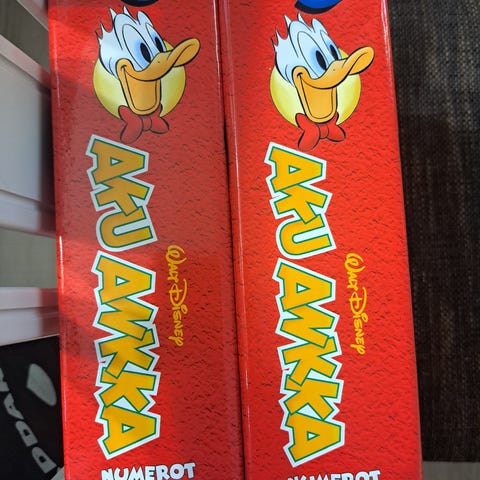 AKU ANKKA
WALT DISNEY
NUMEROT
AKU ANKKA
WALT DISNEY
NUMEROT